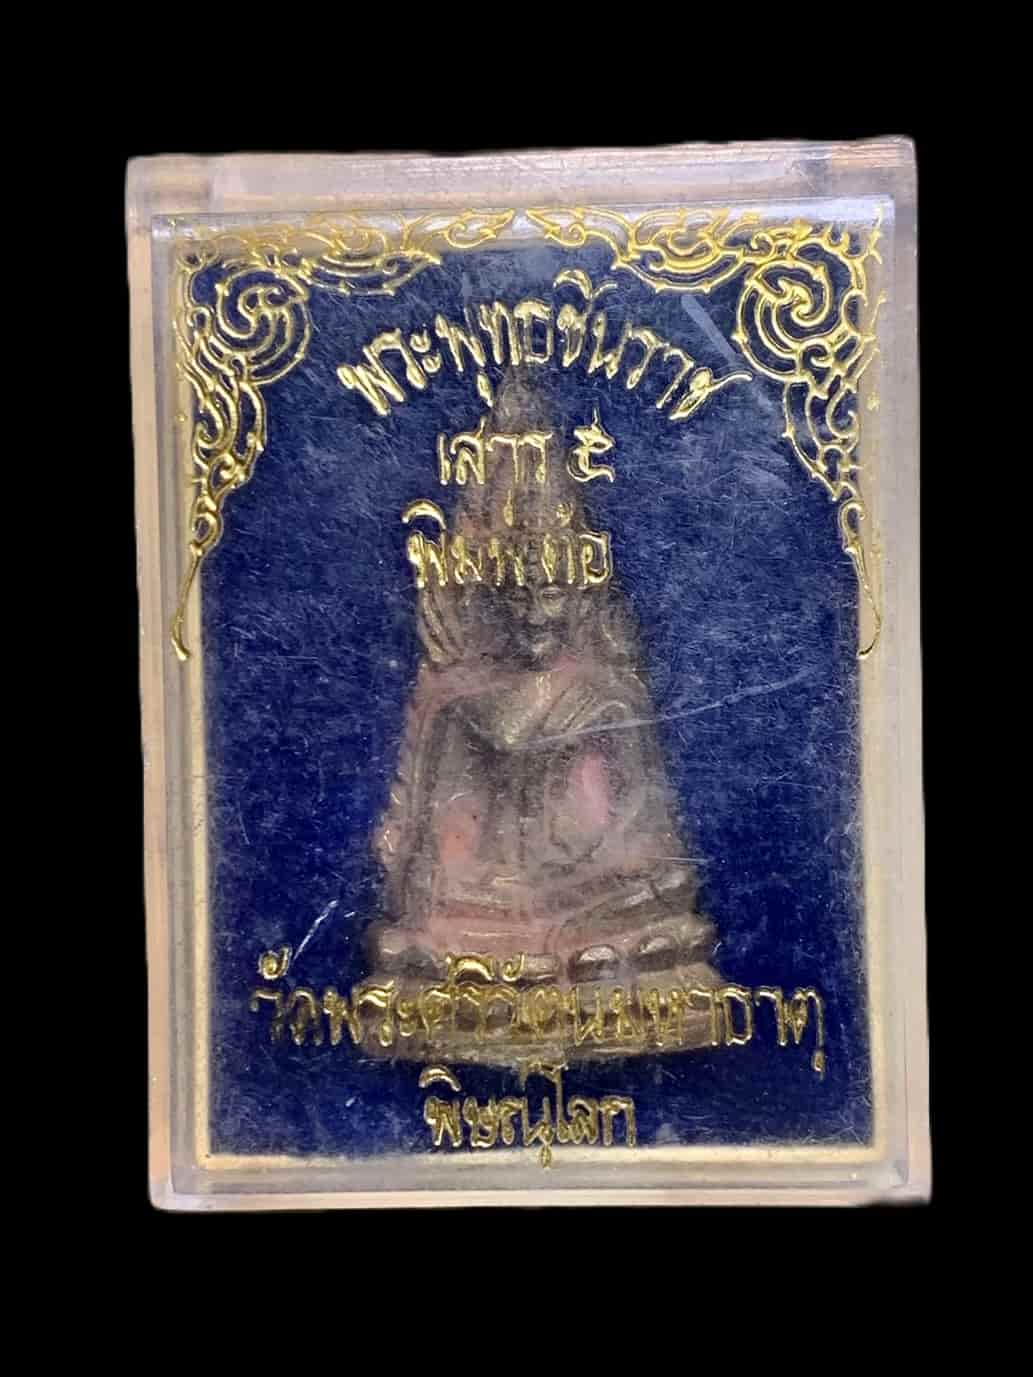 พระพุทธชินราช
เสาร ๕
พิมพ์ ต้อ
วัดพระศรีรัตนมหาธาตุ
พิษณุโลก